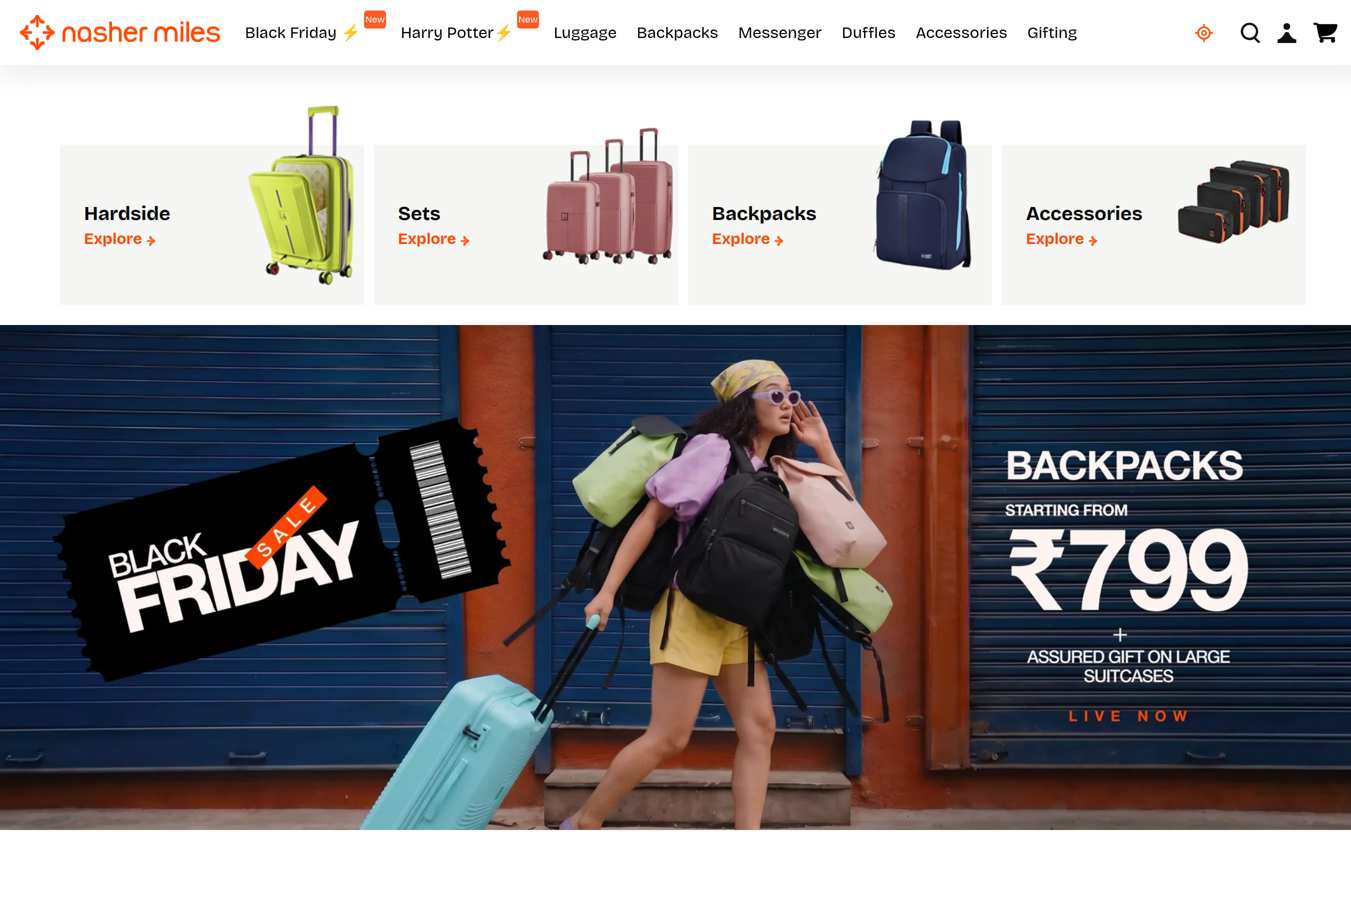 nasher miles
Black Friday ⚡ New
Harry Potter⚡ New
Luggage
Backpacks
Messenger
Duffles
Accessories
Gifting
Hardside
Explore
Sets
Explore
Backpacks
Explore
Accessories
Explore
BLACK
FRIDAY
SALE
BACKPACKS
STARTING FROM
₹799
+
ASSURED GIFT ON LARGE
SUITCASES
LIVE NOW